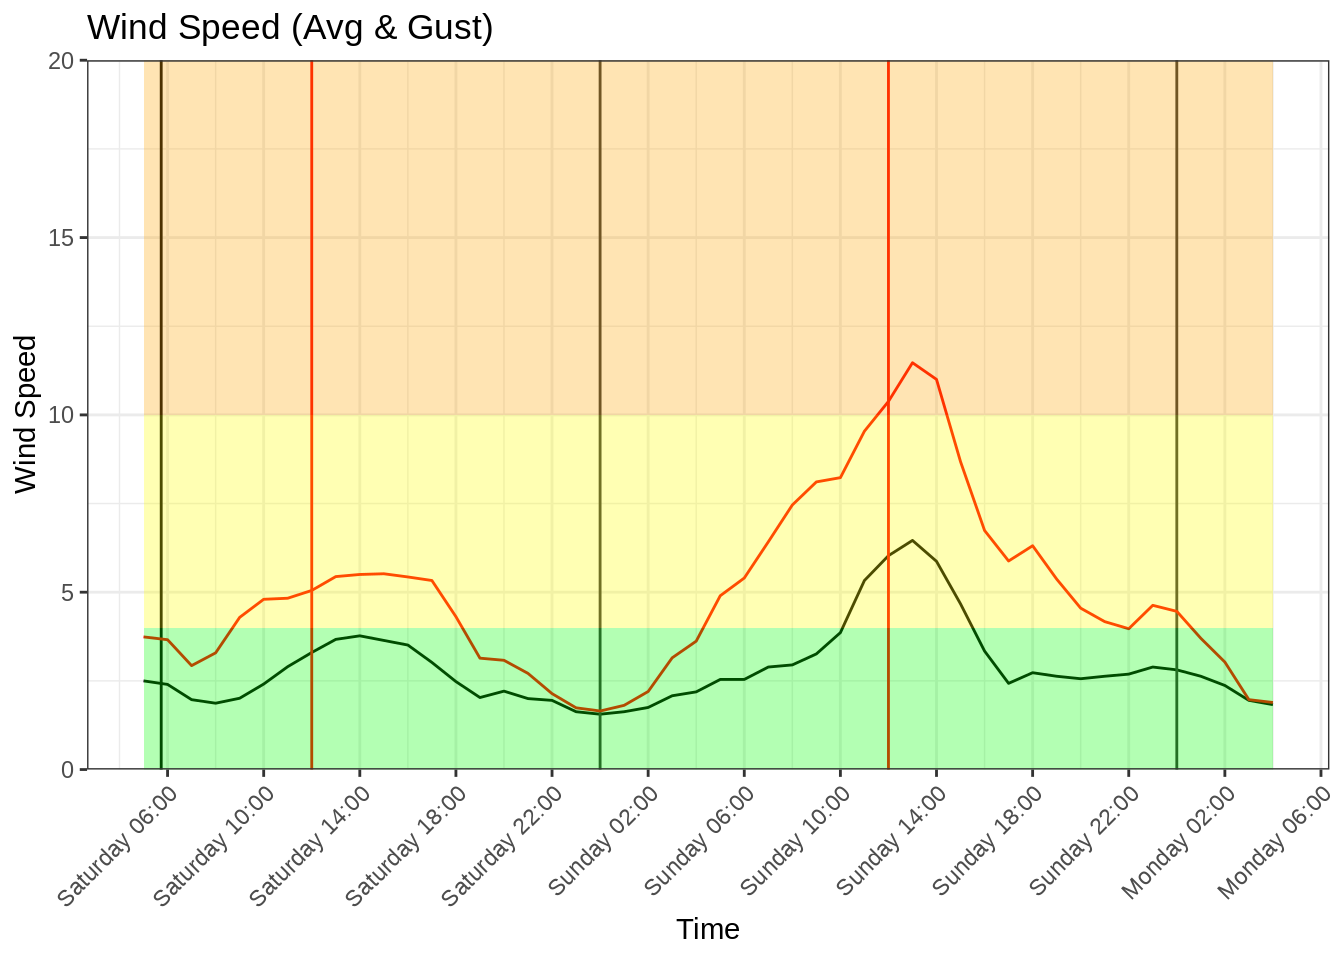 Wind Speed (Avg & Gust)
20
15
10
5
0
Wind Speed
Saturday 06:00
Saturday 10:00
Saturday 14:00
Saturday 18:00
Saturday 22:00
Sunday 02:00
Sunday 06:00
Sunday 10:00
Sunday 14:00
Sunday 18:00
Sunday 22:00
Monday 02:00
Monday 06:00
Time